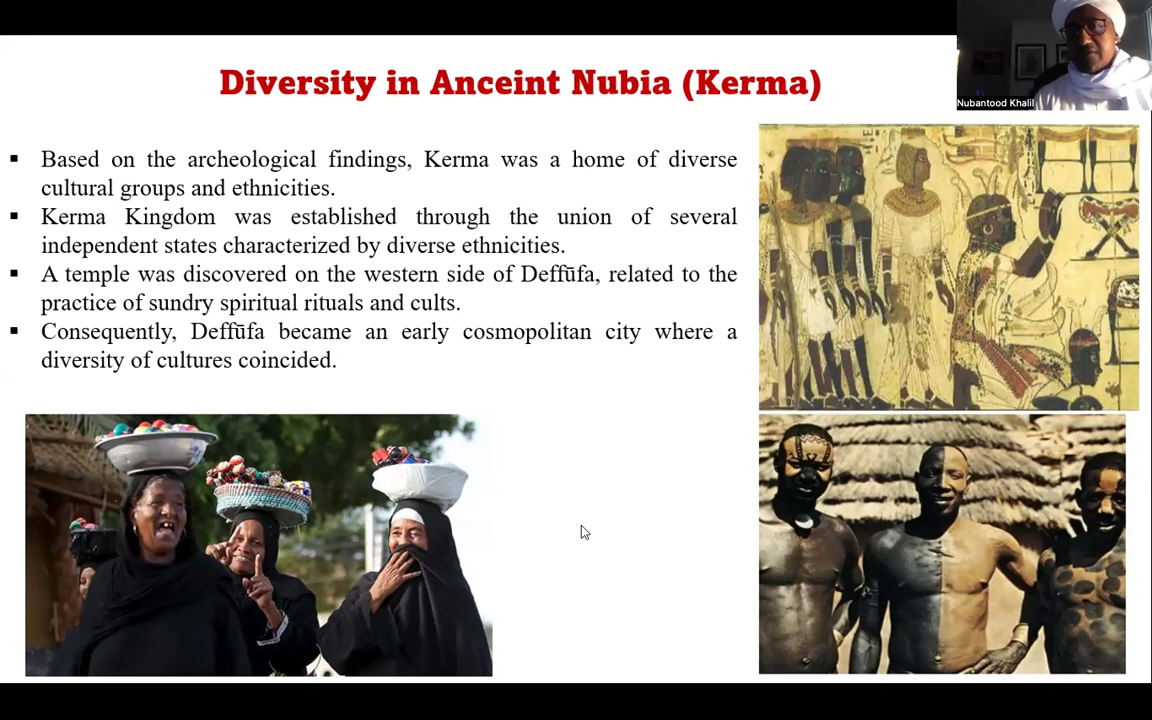 Diversity in Anceint Nubia (Kerma)
Nubantood Khalil
▪ Based on the archeological findings, Kerma was a home of diverse
cultural groups and ethnicities.
▪ Kerma Kingdom was established through the union of several
independent states characterized by diverse ethnicities.
▪ A temple was discovered on the western side of Deffūfa, related to the
practice of sundry spiritual rituals and cults.
▪ Consequently, Deffūfa became an early cosmopolitan city where a
diversity of cultures coincided.